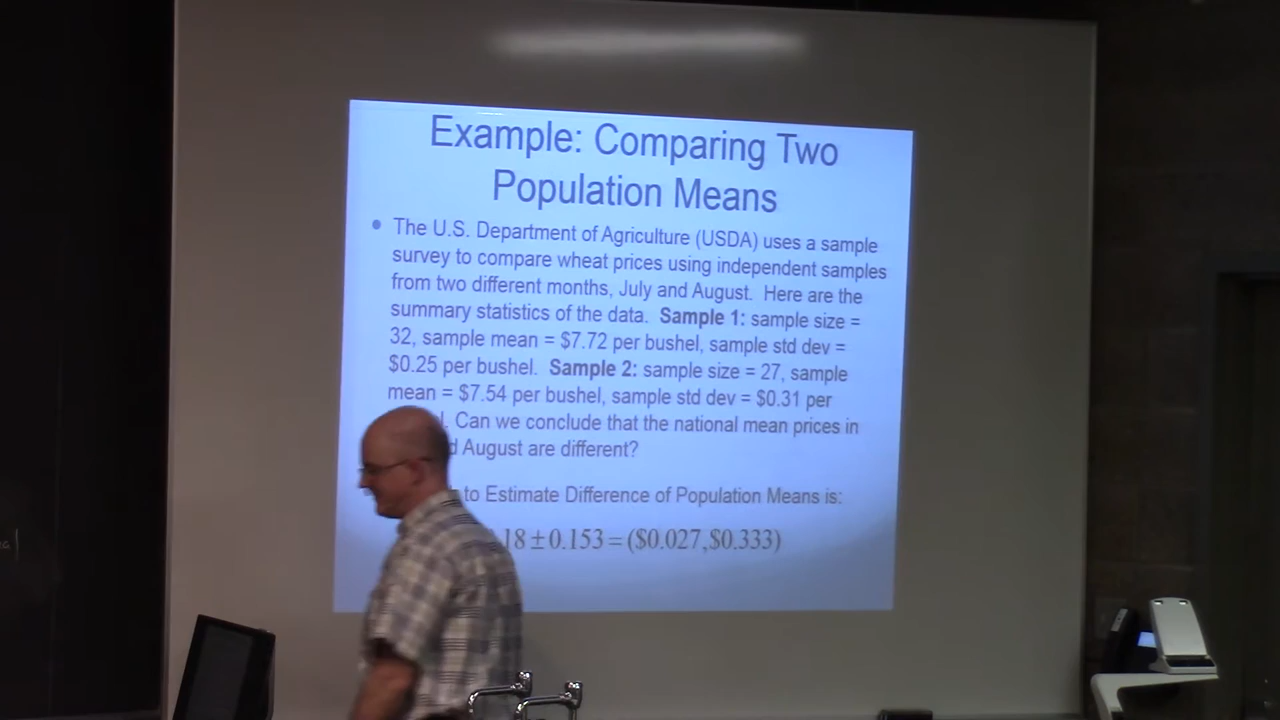 Example: Comparing Two
Population Means
• The U.S. Department of Agriculture (USDA) uses a sample
survey to compare wheat prices using independent samples
from two different months, July and August. Here are the
summary statistics of the data. Sample 1: sample size =
32, sample mean = $7.72 per bushel, sample std dev =
$0.25 per bushel. Sample 2: sample size = 27, sample
mean = $7.54 per bushel, sample std dev = $0.31 per
Can we conclude that the national mean prices in
August are different?
to Estimate Difference of Population Means is:
18 ± 0.153 = ($0.027, $0.333)